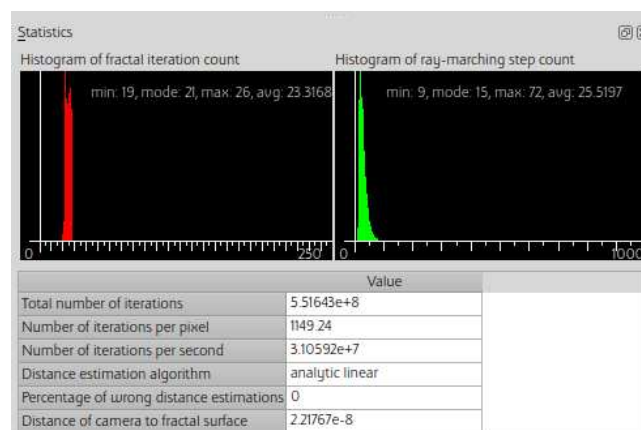 Statistics
Histogram of fractal iteration count
Histogram of ray-marching step count
min: 19, mode: 21, max: 26, avg: 23.3168
min: 9, mode: 15, max: 72, avg: 25.5197
0 250
0 1000
Value
Total number of iterations 5.51643e+8
Number of iterations per pixel 1149.24
Number of iterations per second 3.10592e+7
Distance estimation algorithm analytic linear
Percentage of wrong distance estimations 0
Distance of camera to fractal surface 2.21767e-8